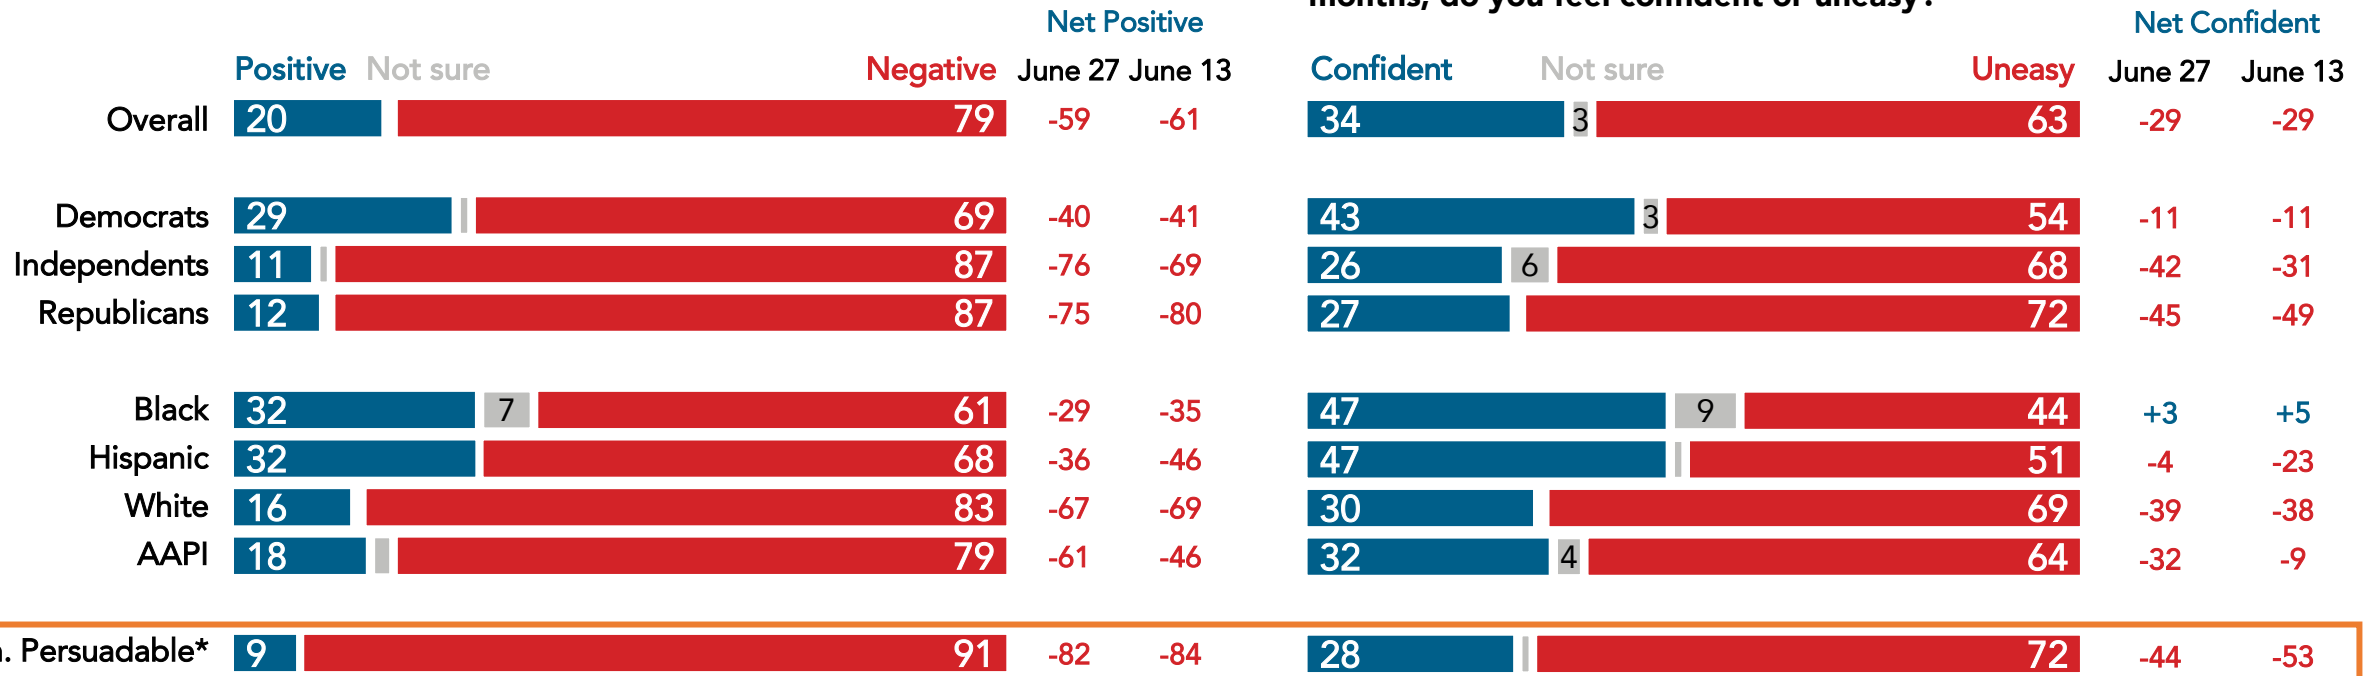 months, do you feel confident or uneasy?
Net Positive
Net Confident
Positive Not sure Negative June 27 June 13
Confident Not sure Uneasy June 27 June 13
Overall 20 79 -59 -61 34 3 63 -29 -29
Democrats 29 69 -40 -41 43 3 54 -11 -11
Independents 11 87 -76 -69 26 6 68 -42 -31
Republicans 12 87 -75 -80 27 72 -45 -49
Black 32 7 61 -29 -35 47 9 44 +3 +5
Hispanic 32 68 -36 -46 47 51 -4 -23
White 16 83 -67 -69 30 69 -39 -38
AAPI 18 79 -61 -46 32 4 64 -32 -9
Persuadable* 9 91 -82 -84 28 72 -44 -53